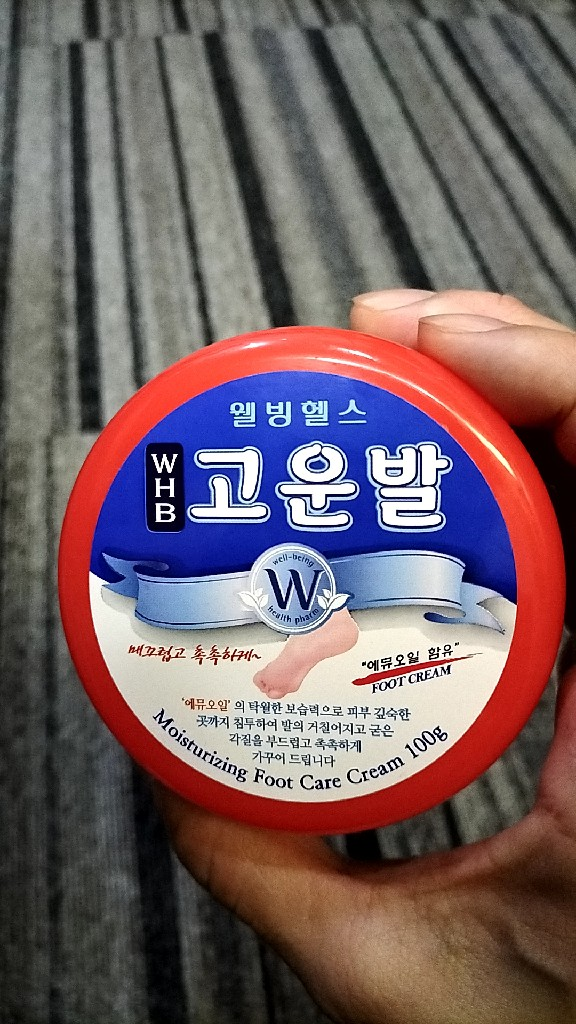 웰빙헬스
WHB
고운발
well-being
W
health pharm
매끄럽고 촉촉하게~
"에뮤오일 함유"
FOOT CREAM
'에뮤오일'의 탁월한 보습력으로 피부 깊숙한
곳까지 침투하여 발의 거칠어지고 굳은
각질을 부드럽고 촉촉하게
가꾸어 드립니다
Moisturizing Foot Care Cream 100g